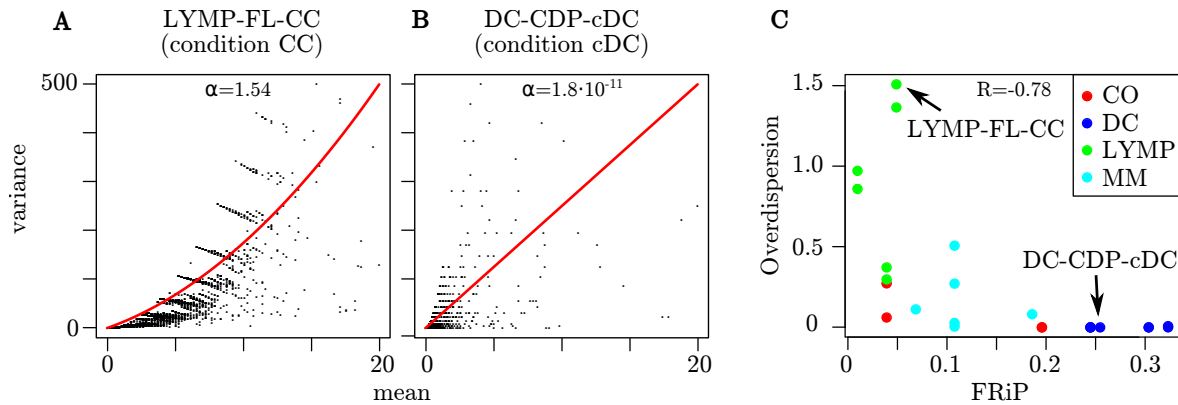 A
LYMP-FL-CC
(condition CC)
α=1.54
variance
500
0
0
20
B
DC-CDP-cDC
(condition cDC)
α=1.8·10⁻¹¹
0
20
mean
C
R=-0.78
CO
DC
LYMP
MM
LYMP-FL-CC
DC-CDP-cDC
Overdispersion
1.5
1.0
0.5
0
0
0.1
0.2
0.3
FRiP